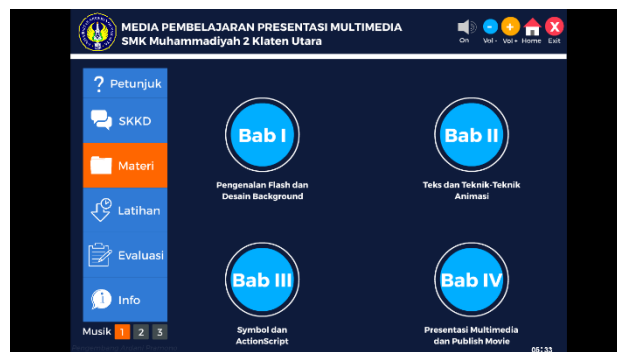 MEDIA PEMBELAJARAN PRESENTASI MULTIMEDIA
SMK Muhammadiyah 2 Klaten Utara
On Vol - Vol + Home Exit
? Petunjuk
SKKD
Materi
Latihan
Evaluasi
Info
Musik 1 2 3
Bab I
Pengenalan Flash dan
Desain Background
Bab II
Teks dan Teknik-Teknik
Animasi
Bab III
Symbol dan
ActionScript
Bab IV
Presentasi Multimedia
dan Publish Movie